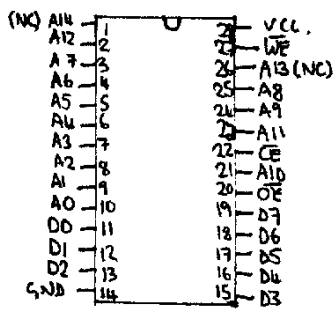 (NC) A14 1 28 VCC.
A12 2 27 WE
A7 3 26 A13 (NC)
A6 4 25 A8
A5 5 24 A9
A4 6 23 A11
A3 7 22 CE
A2 8 21 A10
A1 9 20 OE
A0 10 19 D7
D0 11 18 D6
D1 12 17 D5
D2 13 16 D4
GND 14 15 D3